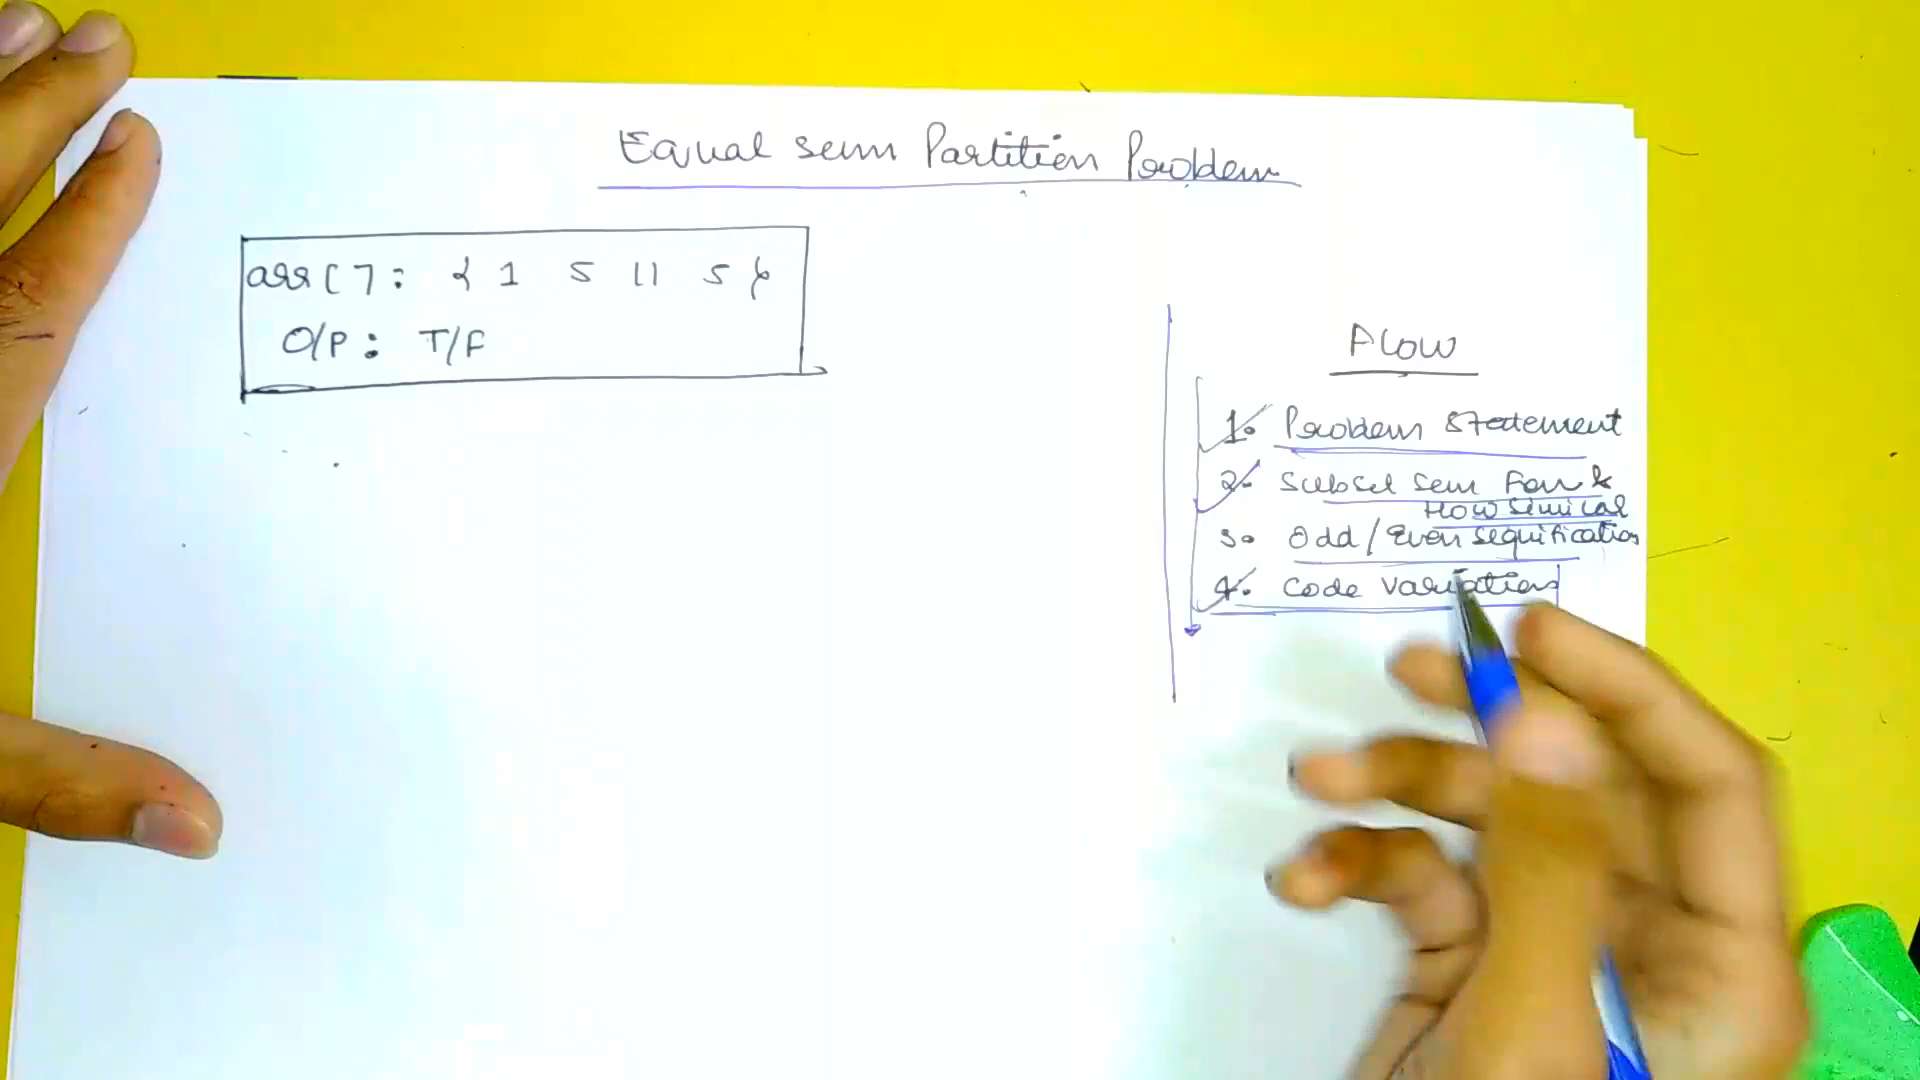 Equal sum Partition Problem
arr[]: { 1 5 11 5 }
O/P: T/F
Flow
1. Problem Statement
2. Subset sum &
How similar
3. Odd/Even signification
4. Code Variation